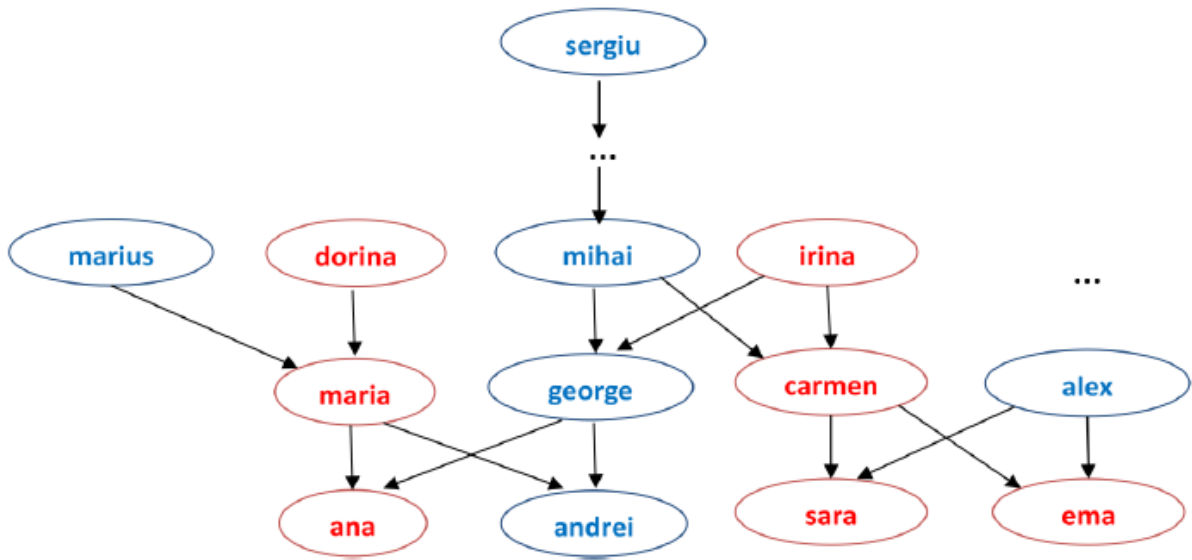 sergiu
...
marius
dorina
mihai
irina
...
maria
george
carmen
alex
ana
andrei
sara
ema